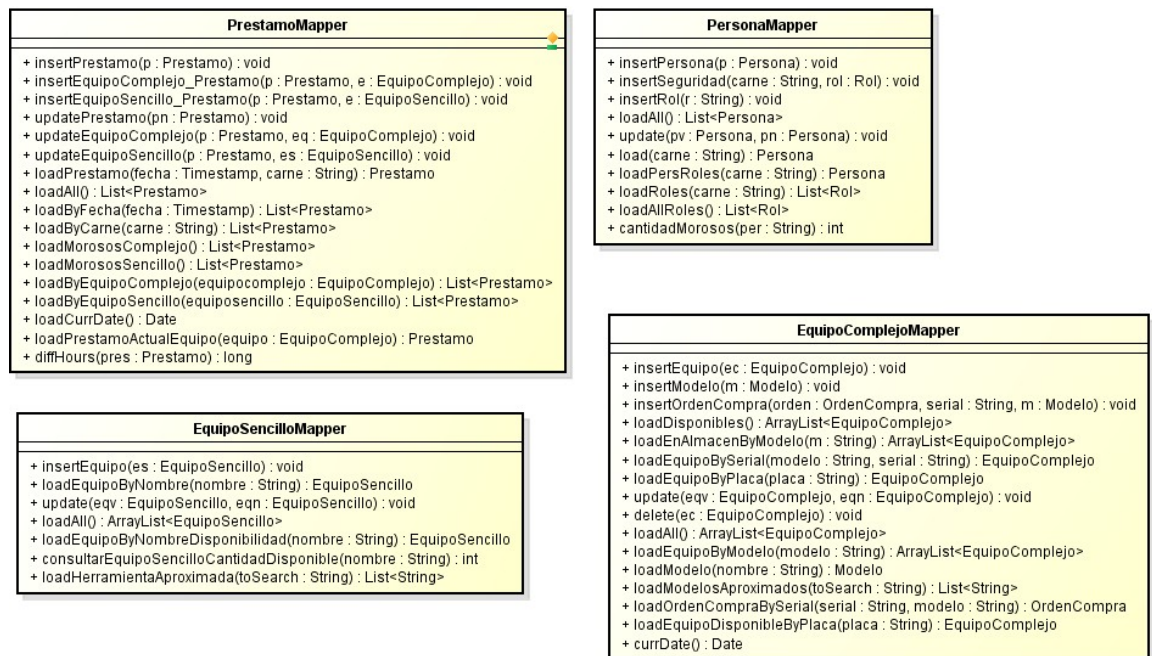 PrestamoMapper
+ insertPrestamo(p : Prestamo) : void
+ insertEquipoComplejo_Prestamo(p : Prestamo, e : EquipoComplejo) : void
+ insertEquipoSencillo_Prestamo(p : Prestamo, e : EquipoSencillo) : void
+ updatePrestamo(pn : Prestamo) : void
+ updateEquipoComplejo(p : Prestamo, eq : EquipoComplejo) : void
+ updateEquipoSencillo(p : Prestamo, es : EquipoSencillo) : void
+ loadPrestamo(fecha : Timestamp, carne : String) : Prestamo
+ loadAll() : List<Prestamo>
+ loadByFecha(fecha : Timestamp) : List<Prestamo>
+ loadByCarne(carne : String) : List<Prestamo>
+ loadMorososComplejo() : List<Prestamo>
+ loadMorososSencillo() : List<Prestamo>
+ loadByEquipoComplejo(equipocomplejo : EquipoComplejo) : List<Prestamo>
+ loadByEquipoSencillo(equiposencillo : EquipoSencillo) : List<Prestamo>
+ loadCurrDate() : Date
+ loadPrestamoActualEquipo(equipo : EquipoComplejo) : Prestamo
+ diffHours(pres : Prestamo) : long
PersonaMapper
+ insertPersona(p : Persona) : void
+ insertSeguridad(carne : String, rol : Rol) : void
+ insertRol(r : String) : void
+ loadAll() : List<Persona>
+ update(pv : Persona, pn : Persona) : void
+ load(carne : String) : Persona
+ loadPersRoles(carne : String) : Persona
+ loadRoles(carne : String) : List<Rol>
+ loadAllRoles() : List<Rol>
+ cantidadMorosos(per : String) : int
EquipoSencilloMapper
+ insertEquipo(es : EquipoSencillo) : void
+ loadEquipoByNombre(nombre : String) : EquipoSencillo
+ update(eqv : EquipoSencillo, eqn : EquipoSencillo) : void
+ loadAll() : ArrayList<EquipoSencillo>
+ loadEquipoByNombreDisponibilidad(nombre : String) : EquipoSencillo
+ consultarEquipoSencilloCantidadDisponible(nombre : String) : int
+ loadHerramientaAproximada(toSearch : String) : List<String>
EquipoComplejoMapper
+ insertEquipo(ec : EquipoComplejo) : void
+ insertModelo(m : Modelo) : void
+ insertOrdenCompra(orden : OrdenCompra, serial : String, m : Modelo) : void
+ loadDisponibles() : ArrayList<EquipoComplejo>
+ loadEnAlmacenByModelo(m : String) : ArrayList<EquipoComplejo>
+ loadEquipoBySerial(modelo : String, serial : String) : EquipoComplejo
+ loadEquipoByPlaca(placa : String) : EquipoComplejo
+ update(eqv : EquipoComplejo, eqn : EquipoComplejo) : void
+ delete(ec : EquipoComplejo) : void
+ loadAll() : ArrayList<EquipoComplejo>
+ loadEquipoByModelo(modelo : String) : ArrayList<EquipoComplejo>
+ loadModelo(nombre : String) : Modelo
+ loadModelosAproximados(toSearch : String) : List<String>
+ loadOrdenCompraBySerial(serial : String, modelo : String) : OrdenCompra
+ loadEquipoDisponibleByPlaca(placa : String) : EquipoComplejo
+ currDate() : Date